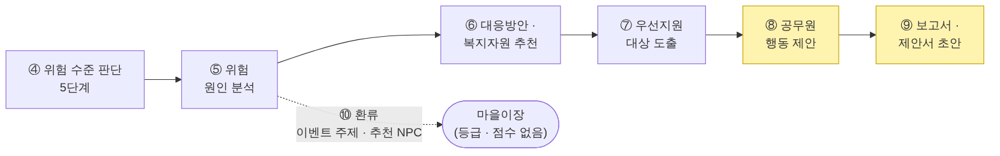 ④ 위험 수준 판단
5단계
⑤ 위험
원인 분석
⑥ 대응방안 ·
복지자원 추천
⑦ 우선지원
대상 도출
⑧ 공무원
행동 제안
⑨ 보고서 ·
제안서 초안
⑩ 환류
이벤트 주제 · 추천 NPC
마을이장
(등급 · 점수 없음)